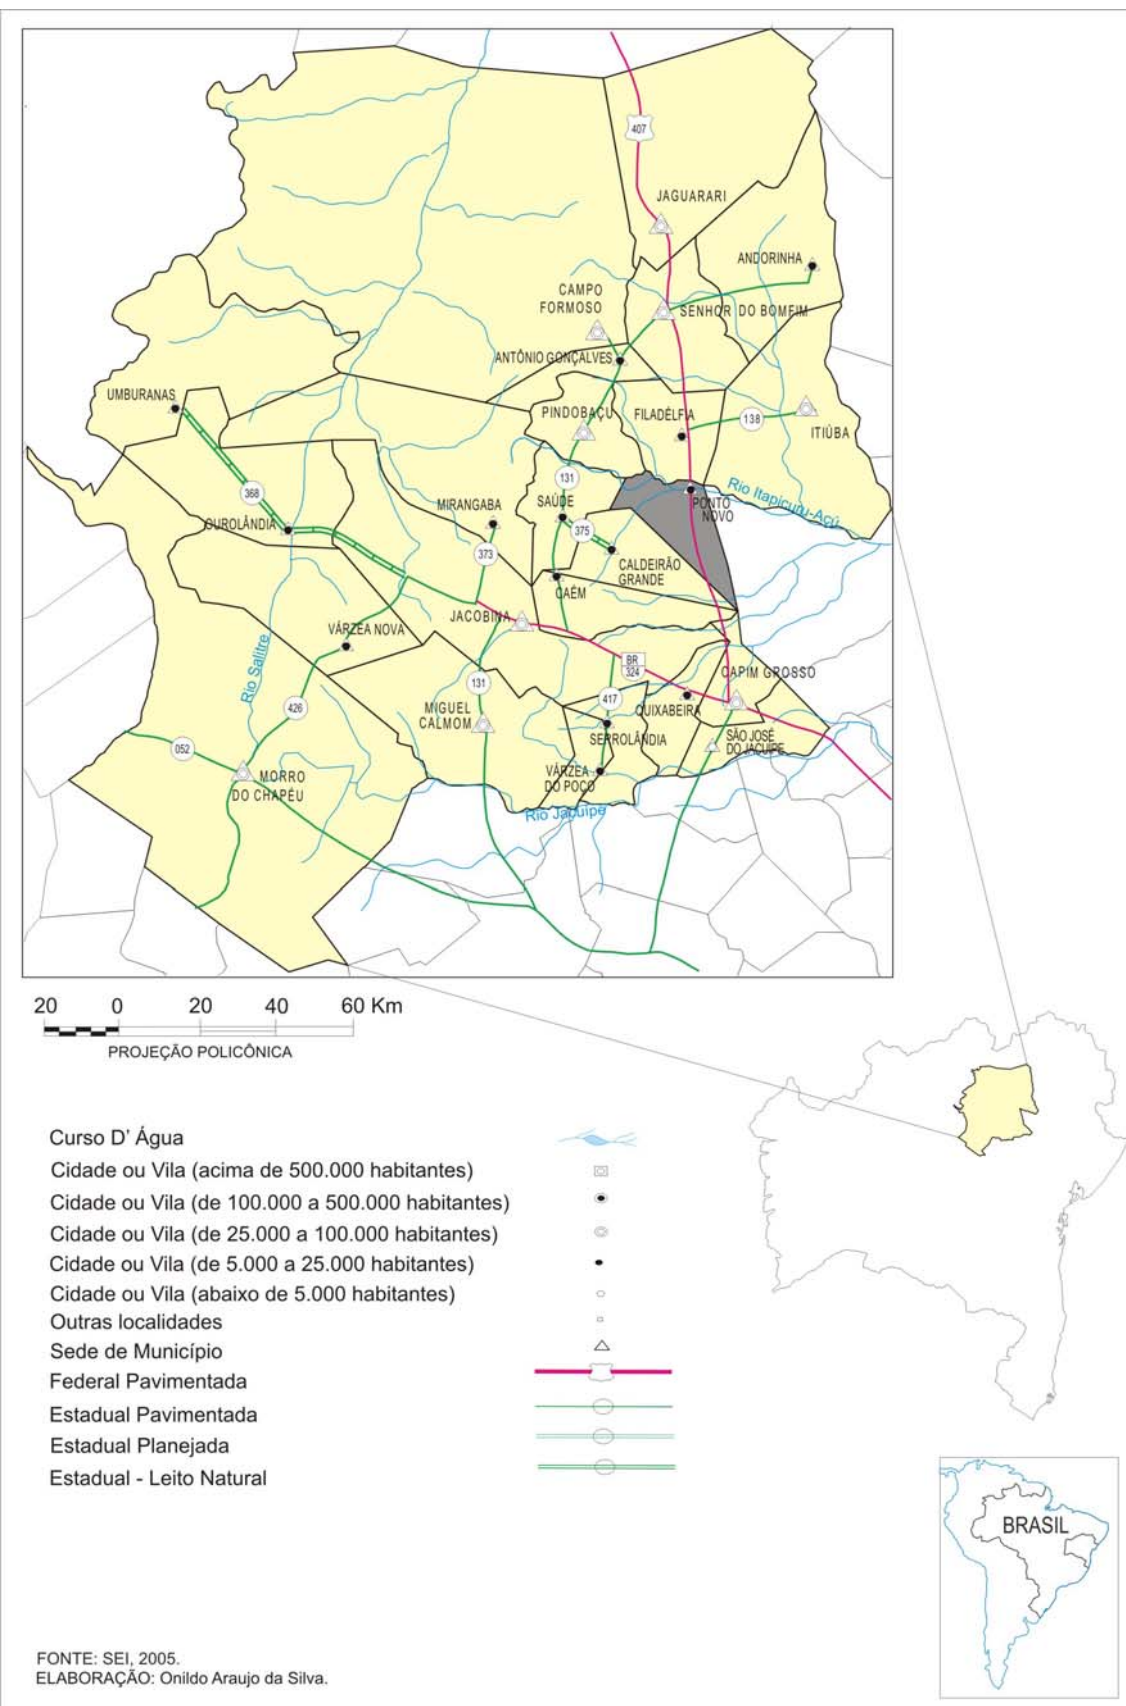 407
JAGUARARI
ANDORINHA
CAMPO
FORMOSO
SENHOR DO BOMFIM
ANTÔNIO GONÇALVES
UMBURANAS
PINDOBAÇU
FILADÉLFIA
138
ITIÚBA
131
368
Rio Itapicuru-Açú
MIRANGABA
SAÚDE
PONTO
NOVO
OUROLÂNDIA
375
373
CALDEIRÃO
GRANDE
CAÉM
JACOBINA
VÁRZEA NOVA
Rio Salitre
BR
324
CAPIM GROSSO
131
417
QUIXABEIRA
426
MIGUEL
CALMOM
SERROLÂNDIA
SÃO JOSÉ
DO JACUÍPE
052
VÁRZEA
DO POÇO
MORRO
DO CHAPÉU
Rio Jacuípe
20 0 20 40 60 Km
PROJEÇÃO POLICÔNICA
Curso D' Água
Cidade ou Vila (acima de 500.000 habitantes)
Cidade ou Vila (de 100.000 a 500.000 habitantes)
Cidade ou Vila (de 25.000 a 100.000 habitantes)
Cidade ou Vila (de 5.000 a 25.000 habitantes)
Cidade ou Vila (abaixo de 5.000 habitantes)
Outras localidades
Sede de Município
Federal Pavimentada
Estadual Pavimentada
Estadual Planejada
Estadual - Leito Natural
BRASIL
FONTE: SEI, 2005.
ELABORAÇÃO: Onildo Araujo da Silva.